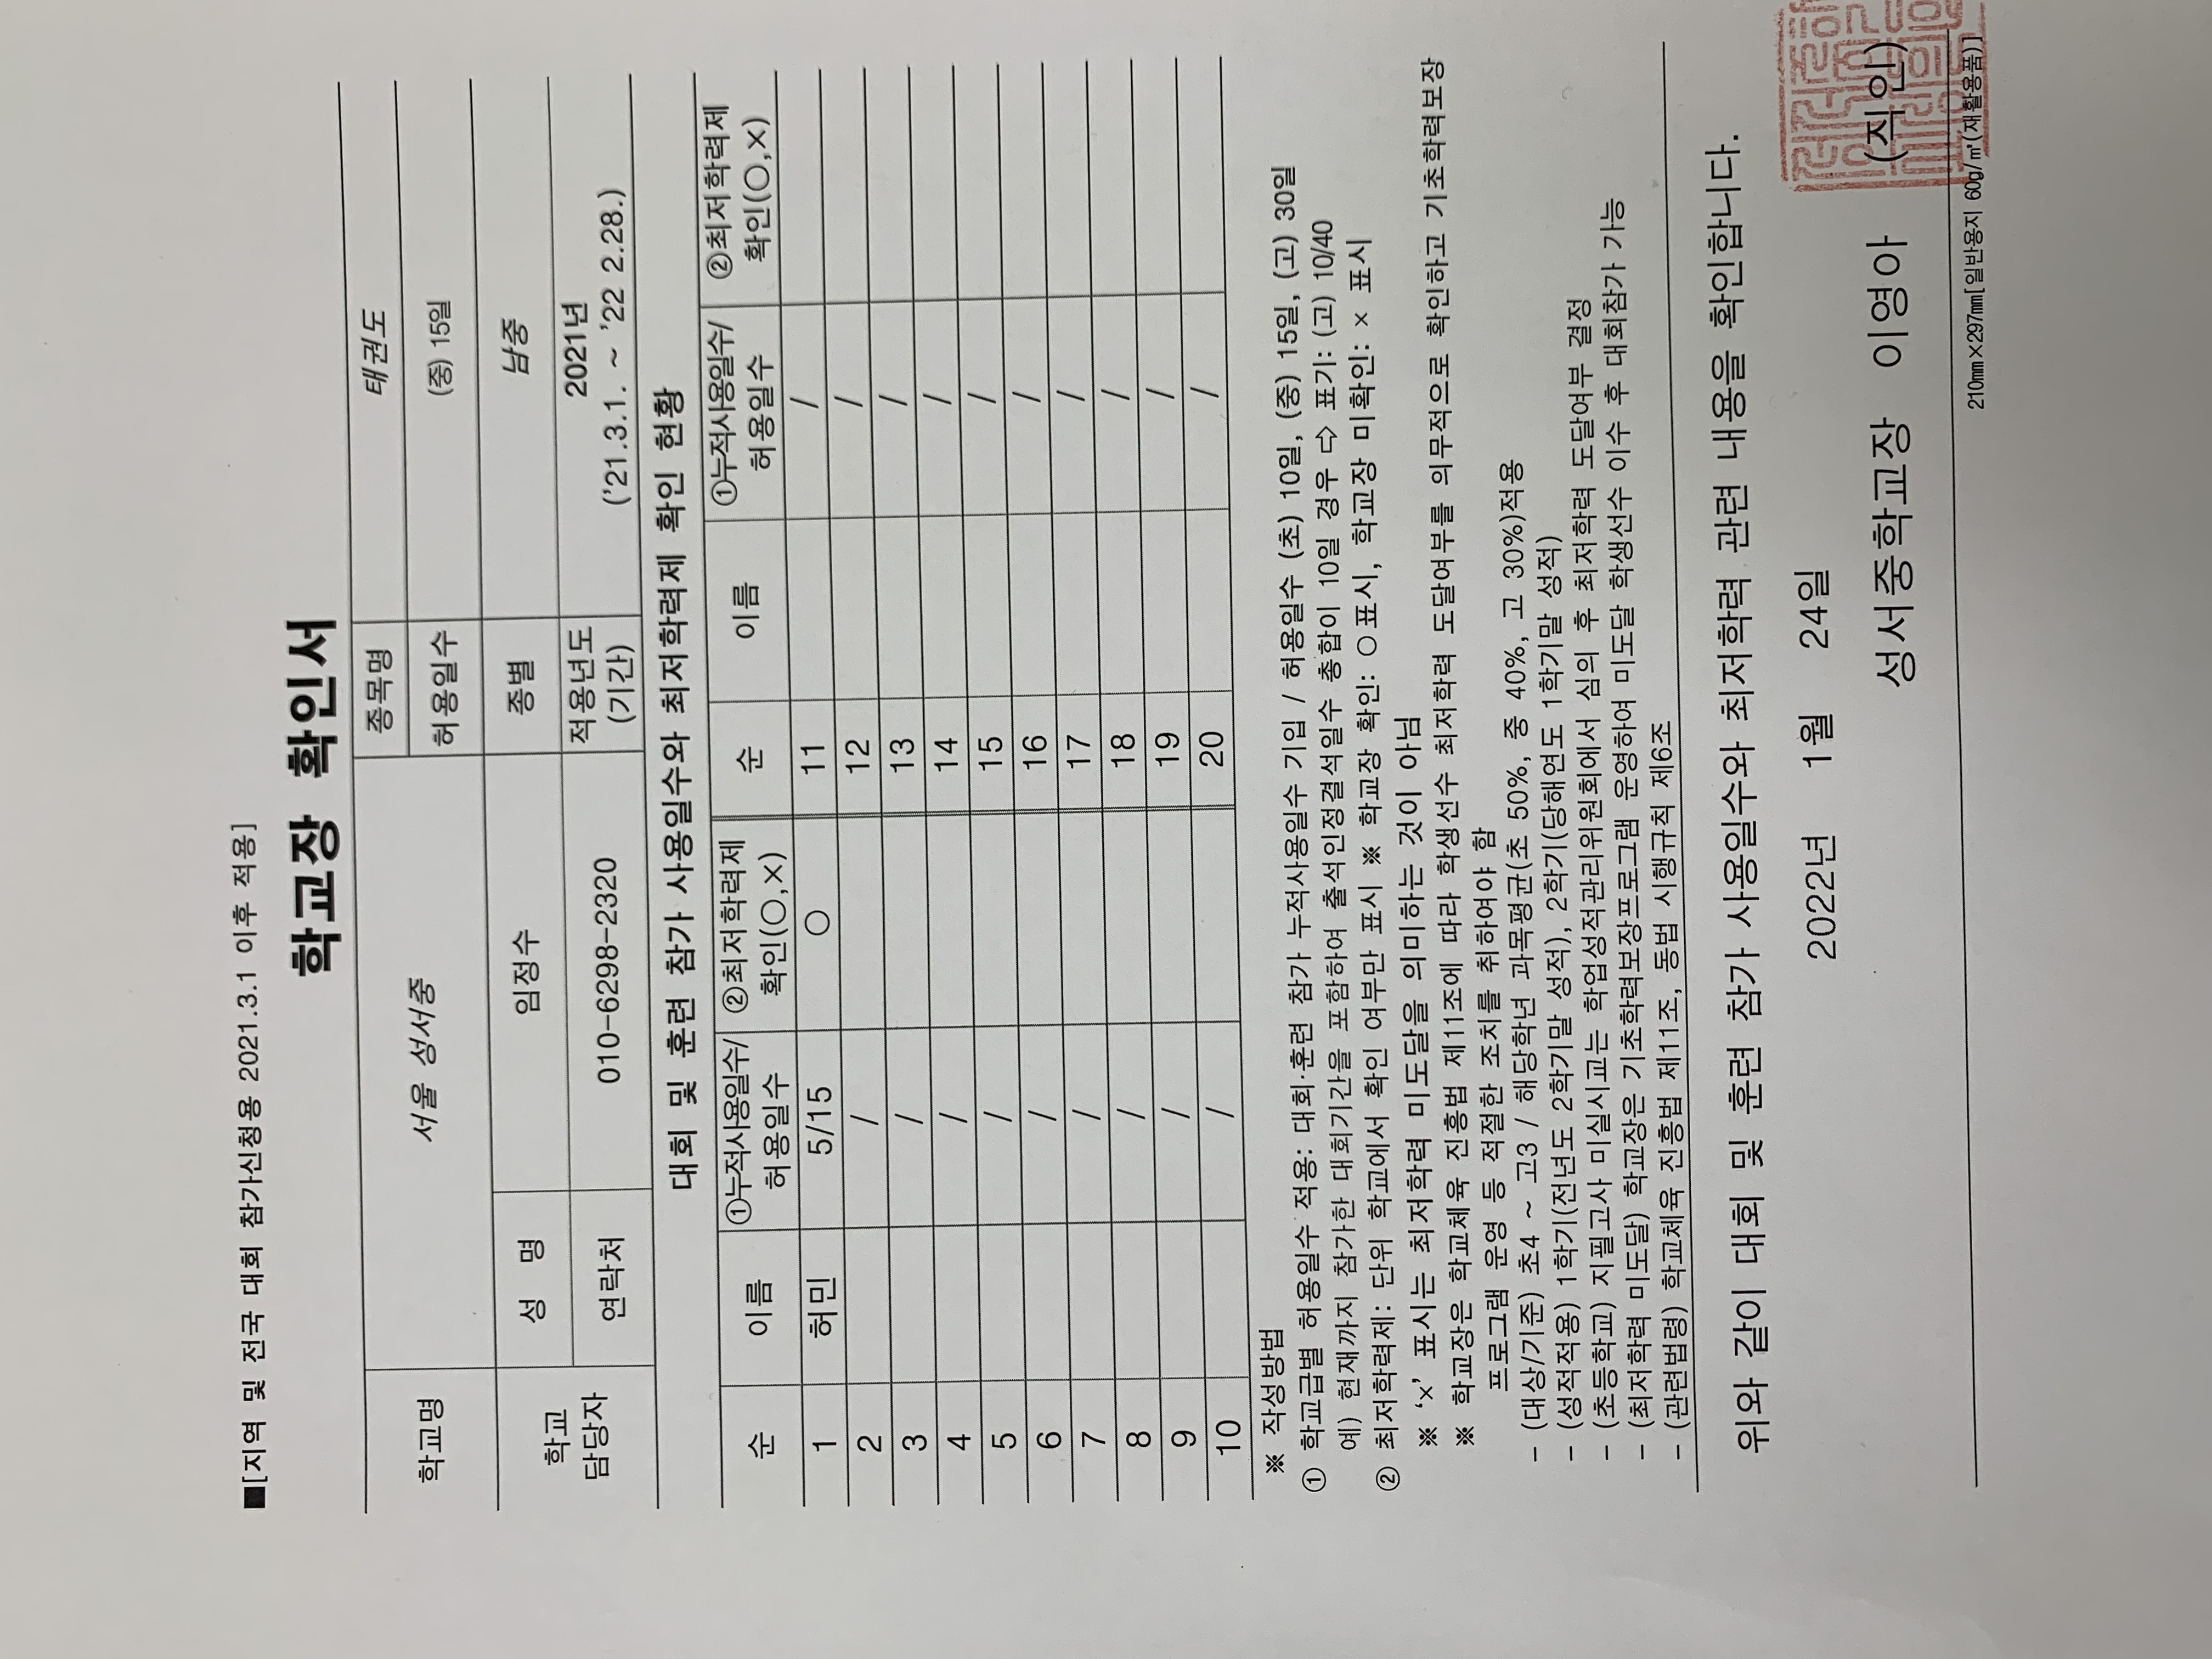 ■[지역 및 전국 대회 참가신청용 2021.3.1 이후 적용]
학교장 확인서
학교명 서울 성서중 종목명 태권도
허용일수 (중) 15일
학교 담당자 성 명 임정수 종별 남중
연락처 010-6298-2320 적용년도 (기간) 2021년 ('21.3.1. ~ '22 2.28.)
대회 및 훈련 참가 사용일수와 최저학력제 확인 현황
순 이름 ①누적사용일수/허용일수 ②최저학력제 확인(○,×) 순 이름 ①누적사용일수/허용일수 ②최저학력제 확인(○,×)
1 허민 5/15 ○ 11 /
2 / 12 /
3 / 13 /
4 / 14 /
5 / 15 /
6 / 16 /
7 / 17 /
8 / 18 /
9 / 19 /
10 / 20 /
※ 작성방법
① 학교급별 허용일수 적용: 대회·훈련 참가 누적사용일수 기입 / 허용일수 (초) 10일, (중) 15일, (고) 30일
예) 현재까지 참가한 대회기간을 포함하여 출석인정결석일수 총합이 10일 경우 ⇨ 표기: (고) 10/40
② 최저학력제: 단위 학교에서 확인 여부만 표시 ※ 학교장 확인: ○표시, 학교장 미확인: × 표시
※ '×' 표시는 최저학력 미도달을 의미하는 것이 아님
※ 학교장은 학교체육 진흥법 제11조에 따라 학생선수 최저학력 도달여부를 의무적으로 확인하고 기초학력보장
프로그램 운영 등 적절한 조치를 취하여야 함
- (대상/기준) 초4 ~ 고3 / 해당학년 과목평균(초 50%, 중 40%, 고 30%)적용
- (성적적용) 1학기(전년도 2학기말 성적), 2학기(당해연도 1학기말 성적)
- (초등학교) 지필고사 미실시교는 학업성적관리위원회에서 심의 후 최저학력 도달여부 결정
- (최저학력 미도달) 학교장은 기초학력보장프로그램 운영하여 미도달 학생선수 이수 후 대회참가 가능
- (관련법령) 학교체육 진흥법 제11조, 동법 시행규칙 제6조
위와 같이 대회 및 훈련 참가 사용일수와 최저학력 관련 내용을 확인합니다.
2022년 1월 24일
성서중학교장 이영아 (직인)
210㎜×297㎜[일반용지 60g/㎡(재활용품)]